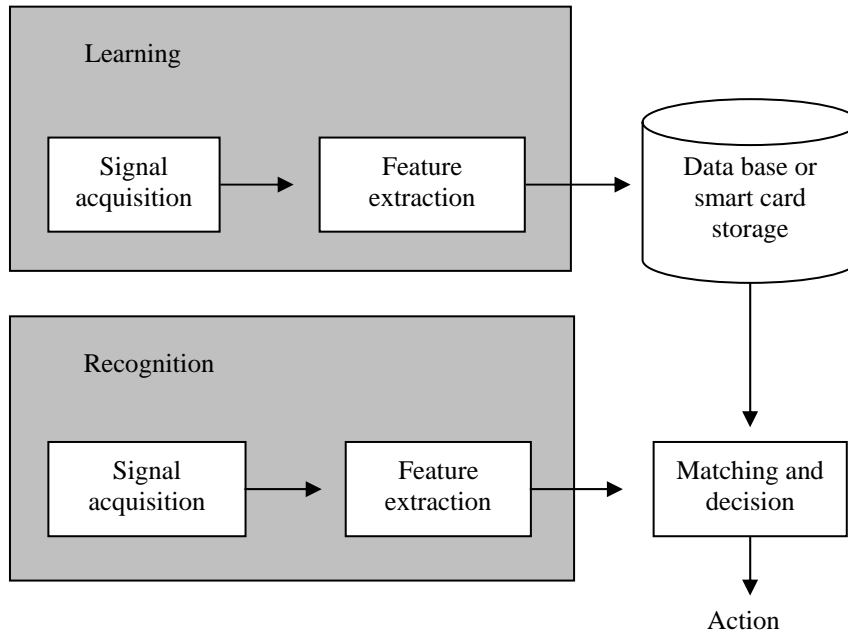 Learning
Signal
acquisition
Feature
extraction
Data base or
smart card
storage
Recognition
Signal
acquisition
Feature
extraction
Matching and
decision
Action